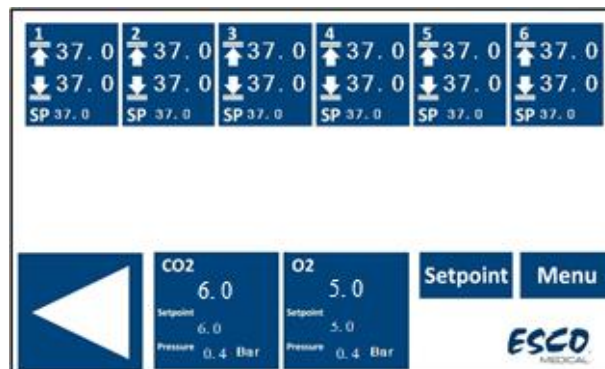 1 2 3 4 5 6
37.0 37.0 37.0 37.0 37.0 37.0
37.0 37.0 37.0 37.0 37.0 37.0
SP 37.0 SP 37.0 SP 37.0 SP 37.0 SP 37.0 SP 37.0
CO2
6.0
Setpoint
6.0
Pressure 0.4 Bar
O2
5.0
Setpoint
5.0
Pressure 0.4 Bar
Setpoint
Menu
ESCO
MEDICAL